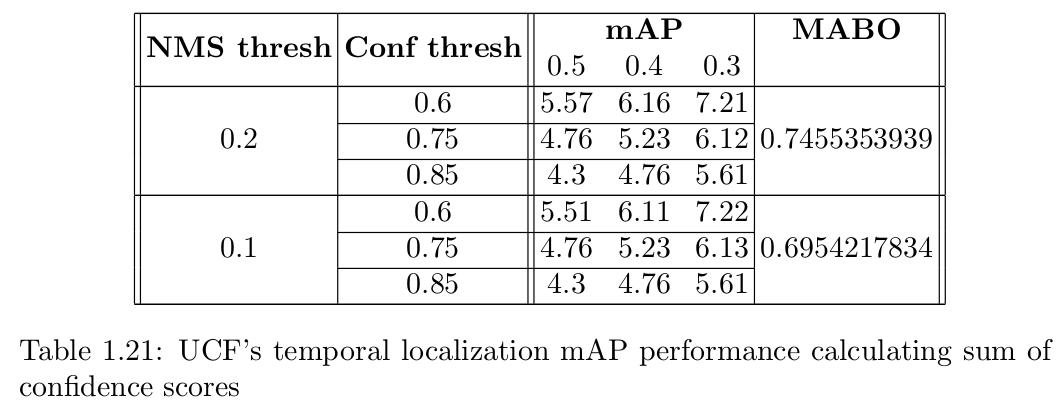 NMS thresh Conf thresh mAP MABO
0.5 0.4 0.3
0.6 5.57 6.16 7.21
0.2 0.75 4.76 5.23 6.12 0.7455353939
0.85 4.3 4.76 5.61
0.6 5.51 6.11 7.22
0.1 0.75 4.76 5.23 6.13 0.6954217834
0.85 4.3 4.76 5.61
Table 1.21: UCF's temporal localization mAP performance calculating sum of
confidence scores